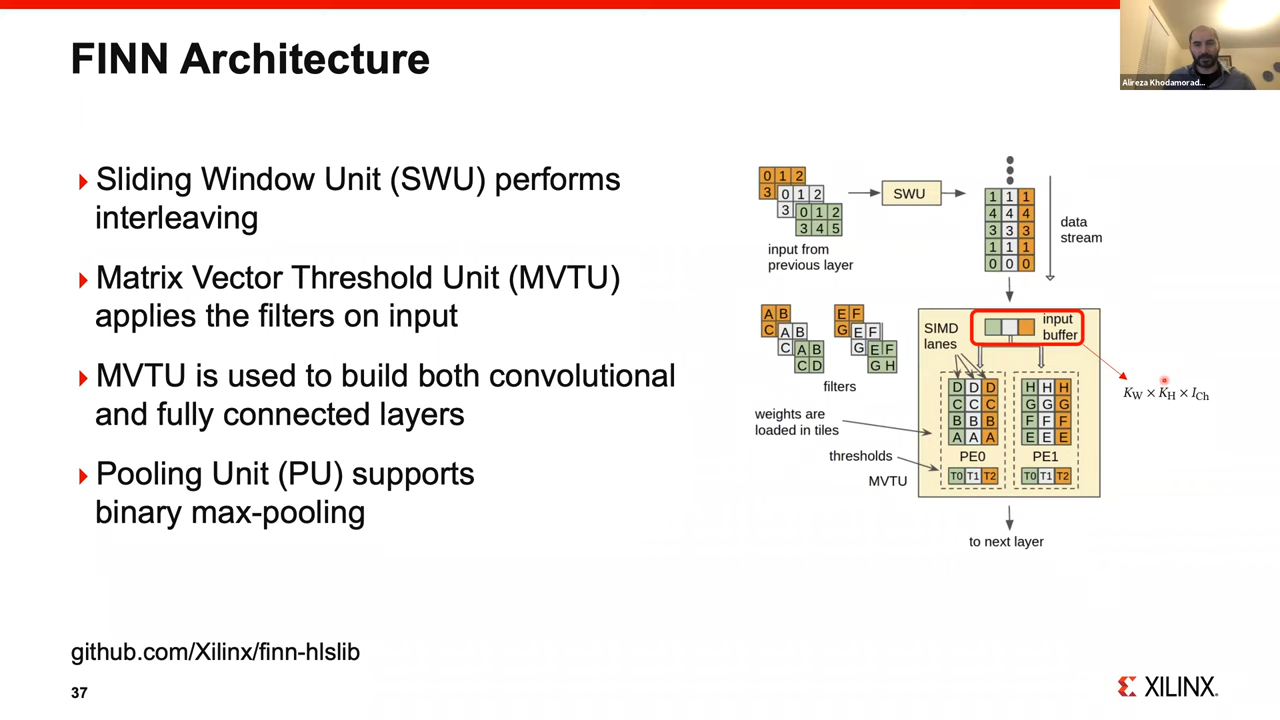 FINN Architecture
Alireza Khodamorad...
Sliding Window Unit (SWU) performs
interleaving
Matrix Vector Threshold Unit (MVTU)
applies the filters on input
MVTU is used to build both convolutional
and fully connected layers
Pooling Unit (PU) supports
binary max-pooling
0 1 2
3 0 1 2
3 0 1 2
3 4 5
input from
previous layer
SWU
1 1 1
4 4 4
3 3 3
1 1 1
0 0 0
data
stream
A B
C A B
C A B
C D
E F
G E F
G E F
G H
filters
SIMD
lanes
input
buffer
K_W × K_H × I_Ch
weights are
loaded in tiles
D D D
C C C
B B B
A A A
PE0
T0 T1 T2
H H H
G G G
F F F
E E E
PE1
T0 T1 T2
thresholds
MVTU
to next layer
github.com/Xilinx/finn-hlslib
37
XILINX.